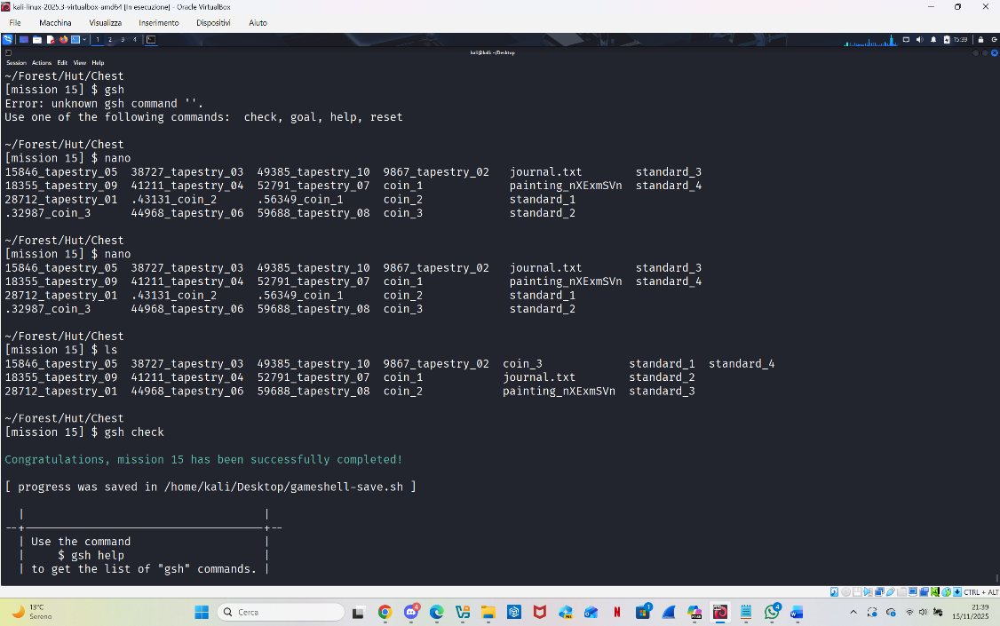 kali-linux-2025.3-virtualbox-amd64 [In esecuzione] - Oracle VirtualBox
File Macchina Visualizza Inserimento Dispositivi Aiuto
1 2 3 4 15:39
kali@kali: ~/Desktop
Session Actions Edit View Help
~/Forest/Hut/Chest
[mission 15] $ gsh
Error: unknown gsh command ''.
Use one of the following commands:  check, goal, help, reset
~/Forest/Hut/Chest
[mission 15] $ nano
15846_tapestry_05  38727_tapestry_03  49385_tapestry_10  9867_tapestry_02   journal.txt        standard_3
18355_tapestry_09  41211_tapestry_04  52791_tapestry_07  coin_1             painting_nXExmSVn  standard_4
28712_tapestry_01  .43131_coin_2      .56349_coin_1      coin_2             standard_1
.32987_coin_3      44968_tapestry_06  59688_tapestry_08  coin_3             standard_2
~/Forest/Hut/Chest
[mission 15] $ nano
15846_tapestry_05  38727_tapestry_03  49385_tapestry_10  9867_tapestry_02   journal.txt        standard_3
18355_tapestry_09  41211_tapestry_04  52791_tapestry_07  coin_1             painting_nXExmSVn  standard_4
28712_tapestry_01  .43131_coin_2      .56349_coin_1      coin_2             standard_1
.32987_coin_3      44968_tapestry_06  59688_tapestry_08  coin_3             standard_2
~/Forest/Hut/Chest
[mission 15] $ ls
15846_tapestry_05  38727_tapestry_03  49385_tapestry_10  9867_tapestry_02  coin_3             standard_1  standard_4
18355_tapestry_09  41211_tapestry_04  52791_tapestry_07  coin_1            journal.txt        standard_2
28712_tapestry_01  44968_tapestry_06  59688_tapestry_08  coin_2            painting_nXExmSVn  standard_3
~/Forest/Hut/Chest
[mission 15] $ gsh check
Congratulations, mission 15 has been successfully completed!
[ progress was saved in /home/kali/Desktop/gameshell-save.sh ]
Use the command
$ gsh help
to get the list of "gsh" commands.
CTRL + ALT
13°C
Sereno
Cerca
4
1
4
21:39
15/11/2025